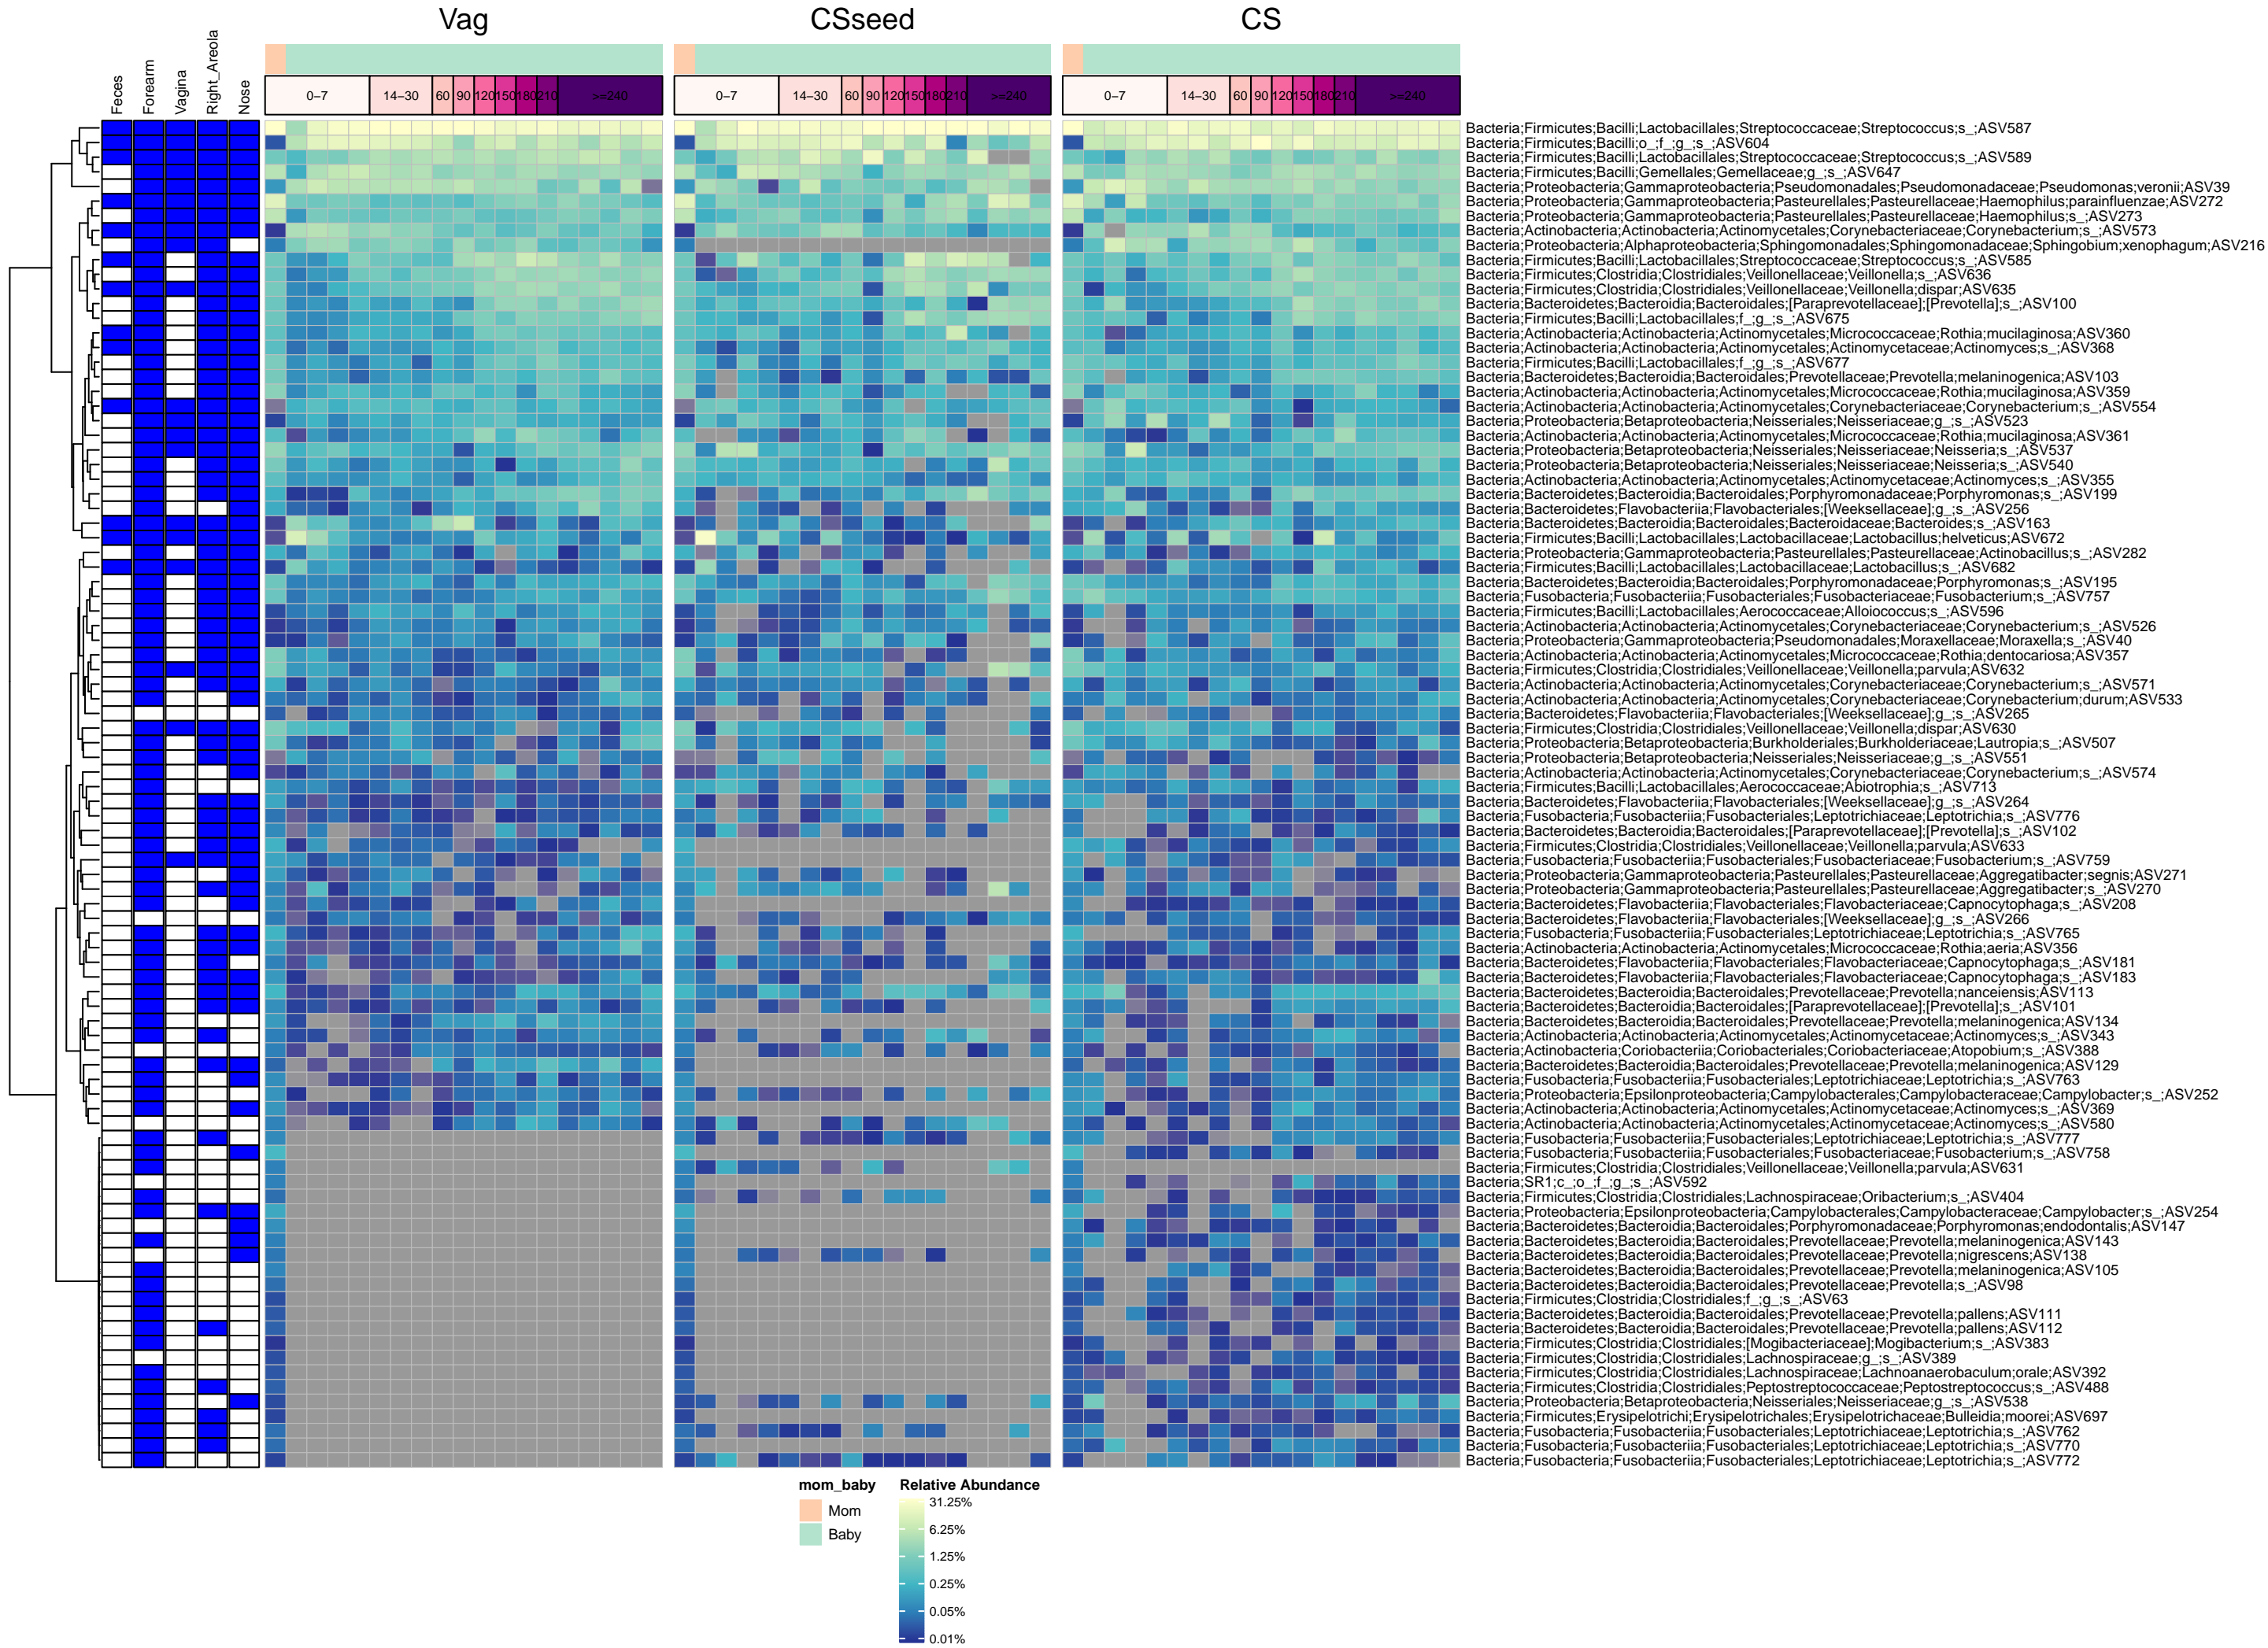 Vag CSseed CS
Feces Forearm Vagina Right_Areola Nose
0–7 14–30 60 90 120 150 180 210 >=240 0–7 14–30 60 90 120 150 180 210 >=240 0–7 14–30 60 90 120 150 180 210 >=240
Bacteria;Firmicutes;Bacilli;Lactobacillales;Streptococcaceae;Streptococcus;s_;ASV587
Bacteria;Firmicutes;Bacilli;o_;f_;g_;s_;ASV604
Bacteria;Firmicutes;Bacilli;Lactobacillales;Streptococcaceae;Streptococcus;s_;ASV589
Bacteria;Firmicutes;Bacilli;Gemellales;Gemellaceae;g_;s_;ASV647
Bacteria;Proteobacteria;Gammaproteobacteria;Pseudomonadales;Pseudomonadaceae;Pseudomonas;veronii;ASV39
Bacteria;Proteobacteria;Gammaproteobacteria;Pasteurellales;Pasteurellaceae;Haemophilus;parainfluenzae;ASV272
Bacteria;Proteobacteria;Gammaproteobacteria;Pasteurellales;Pasteurellaceae;Haemophilus;s_;ASV273
Bacteria;Actinobacteria;Actinobacteria;Actinomycetales;Corynebacteriaceae;Corynebacterium;s_;ASV573
Bacteria;Proteobacteria;Alphaproteobacteria;Sphingomonadales;Sphingomonadaceae;Sphingobium;xenophagum;ASV216
Bacteria;Firmicutes;Bacilli;Lactobacillales;Streptococcaceae;Streptococcus;s_;ASV585
Bacteria;Firmicutes;Clostridia;Clostridiales;Veillonellaceae;Veillonella;s_;ASV636
Bacteria;Firmicutes;Clostridia;Clostridiales;Veillonellaceae;Veillonella;dispar;ASV635
Bacteria;Bacteroidetes;Bacteroidia;Bacteroidales;[Paraprevotellaceae];[Prevotella];s_;ASV100
Bacteria;Firmicutes;Bacilli;Lactobacillales;f_;g_;s_;ASV675
Bacteria;Actinobacteria;Actinobacteria;Actinomycetales;Micrococcaceae;Rothia;mucilaginosa;ASV360
Bacteria;Actinobacteria;Actinobacteria;Actinomycetales;Actinomycetaceae;Actinomyces;s_;ASV368
Bacteria;Firmicutes;Bacilli;Lactobacillales;f_;g_;s_;ASV677
Bacteria;Bacteroidetes;Bacteroidia;Bacteroidales;Prevotellaceae;Prevotella;melaninogenica;ASV103
Bacteria;Actinobacteria;Actinobacteria;Actinomycetales;Micrococcaceae;Rothia;mucilaginosa;ASV359
Bacteria;Actinobacteria;Actinobacteria;Actinomycetales;Corynebacteriaceae;Corynebacterium;s_;ASV554
Bacteria;Proteobacteria;Betaproteobacteria;Neisseriales;Neisseriaceae;g_;s_;ASV523
Bacteria;Actinobacteria;Actinobacteria;Actinomycetales;Micrococcaceae;Rothia;mucilaginosa;ASV361
Bacteria;Proteobacteria;Betaproteobacteria;Neisseriales;Neisseriaceae;Neisseria;s_;ASV537
Bacteria;Proteobacteria;Betaproteobacteria;Neisseriales;Neisseriaceae;Neisseria;s_;ASV540
Bacteria;Actinobacteria;Actinobacteria;Actinomycetales;Actinomycetaceae;Actinomyces;s_;ASV355
Bacteria;Bacteroidetes;Bacteroidia;Bacteroidales;Porphyromonadaceae;Porphyromonas;s_;ASV199
Bacteria;Bacteroidetes;Flavobacteriia;Flavobacteriales;[Weeksellaceae];g_;s_;ASV256
Bacteria;Bacteroidetes;Bacteroidia;Bacteroidales;Bacteroidaceae;Bacteroides;s_;ASV163
Bacteria;Firmicutes;Bacilli;Lactobacillales;Lactobacillaceae;Lactobacillus;helveticus;ASV672
Bacteria;Proteobacteria;Gammaproteobacteria;Pasteurellales;Pasteurellaceae;Actinobacillus;s_;ASV282
Bacteria;Firmicutes;Bacilli;Lactobacillales;Lactobacillaceae;Lactobacillus;s_;ASV682
Bacteria;Bacteroidetes;Bacteroidia;Bacteroidales;Porphyromonadaceae;Porphyromonas;s_;ASV195
Bacteria;Fusobacteria;Fusobacteriia;Fusobacteriales;Fusobacteriaceae;Fusobacterium;s_;ASV757
Bacteria;Firmicutes;Bacilli;Lactobacillales;Aerococcaceae;Alloiococcus;s_;ASV596
Bacteria;Actinobacteria;Actinobacteria;Actinomycetales;Corynebacteriaceae;Corynebacterium;s_;ASV526
Bacteria;Proteobacteria;Gammaproteobacteria;Pseudomonadales;Moraxellaceae;Moraxella;s_;ASV40
Bacteria;Actinobacteria;Actinobacteria;Actinomycetales;Micrococcaceae;Rothia;dentocariosa;ASV357
Bacteria;Firmicutes;Clostridia;Clostridiales;Veillonellaceae;Veillonella;parvula;ASV632
Bacteria;Actinobacteria;Actinobacteria;Actinomycetales;Corynebacteriaceae;Corynebacterium;s_;ASV571
Bacteria;Actinobacteria;Actinobacteria;Actinomycetales;Corynebacteriaceae;Corynebacterium;durum;ASV533
Bacteria;Bacteroidetes;Flavobacteriia;Flavobacteriales;[Weeksellaceae];g_;s_;ASV265
Bacteria;Firmicutes;Clostridia;Clostridiales;Veillonellaceae;Veillonella;dispar;ASV630
Bacteria;Proteobacteria;Betaproteobacteria;Burkholderiales;Burkholderiaceae;Lautropia;s_;ASV507
Bacteria;Proteobacteria;Betaproteobacteria;Neisseriales;Neisseriaceae;g_;s_;ASV551
Bacteria;Actinobacteria;Actinobacteria;Actinomycetales;Corynebacteriaceae;Corynebacterium;s_;ASV574
Bacteria;Firmicutes;Bacilli;Lactobacillales;Aerococcaceae;Abiotrophia;s_;ASV713
Bacteria;Bacteroidetes;Flavobacteriia;Flavobacteriales;[Weeksellaceae];g_;s_;ASV264
Bacteria;Fusobacteria;Fusobacteriia;Fusobacteriales;Leptotrichiaceae;Leptotrichia;s_;ASV776
Bacteria;Bacteroidetes;Bacteroidia;Bacteroidales;[Paraprevotellaceae];[Prevotella];s_;ASV102
Bacteria;Firmicutes;Clostridia;Clostridiales;Veillonellaceae;Veillonella;parvula;ASV633
Bacteria;Fusobacteria;Fusobacteriia;Fusobacteriales;Fusobacteriaceae;Fusobacterium;s_;ASV759
Bacteria;Proteobacteria;Gammaproteobacteria;Pasteurellales;Pasteurellaceae;Aggregatibacter;segnis;ASV271
Bacteria;Proteobacteria;Gammaproteobacteria;Pasteurellales;Pasteurellaceae;Aggregatibacter;s_;ASV270
Bacteria;Bacteroidetes;Flavobacteriia;Flavobacteriales;Flavobacteriaceae;Capnocytophaga;s_;ASV208
Bacteria;Bacteroidetes;Flavobacteriia;Flavobacteriales;[Weeksellaceae];g_;s_;ASV266
Bacteria;Fusobacteria;Fusobacteriia;Fusobacteriales;Leptotrichiaceae;Leptotrichia;s_;ASV765
Bacteria;Actinobacteria;Actinobacteria;Actinomycetales;Micrococcaceae;Rothia;aeria;ASV356
Bacteria;Bacteroidetes;Flavobacteriia;Flavobacteriales;Flavobacteriaceae;Capnocytophaga;s_;ASV181
Bacteria;Bacteroidetes;Flavobacteriia;Flavobacteriales;Flavobacteriaceae;Capnocytophaga;s_;ASV183
Bacteria;Bacteroidetes;Bacteroidia;Bacteroidales;Prevotellaceae;Prevotella;nanceiensis;ASV113
Bacteria;Bacteroidetes;Bacteroidia;Bacteroidales;[Paraprevotellaceae];[Prevotella];s_;ASV101
Bacteria;Bacteroidetes;Bacteroidia;Bacteroidales;Prevotellaceae;Prevotella;melaninogenica;ASV134
Bacteria;Actinobacteria;Actinobacteria;Actinomycetales;Actinomycetaceae;Actinomyces;s_;ASV343
Bacteria;Actinobacteria;Coriobacteriia;Coriobacteriales;Coriobacteriaceae;Atopobium;s_;ASV388
Bacteria;Bacteroidetes;Bacteroidia;Bacteroidales;Prevotellaceae;Prevotella;melaninogenica;ASV129
Bacteria;Fusobacteria;Fusobacteriia;Fusobacteriales;Leptotrichiaceae;Leptotrichia;s_;ASV763
Bacteria;Proteobacteria;Epsilonproteobacteria;Campylobacterales;Campylobacteraceae;Campylobacter;s_;ASV252
Bacteria;Actinobacteria;Actinobacteria;Actinomycetales;Actinomycetaceae;Actinomyces;s_;ASV369
Bacteria;Actinobacteria;Actinobacteria;Actinomycetales;Actinomycetaceae;Actinomyces;s_;ASV580
Bacteria;Fusobacteria;Fusobacteriia;Fusobacteriales;Leptotrichiaceae;Leptotrichia;s_;ASV777
Bacteria;Fusobacteria;Fusobacteriia;Fusobacteriales;Fusobacteriaceae;Fusobacterium;s_;ASV758
Bacteria;Firmicutes;Clostridia;Clostridiales;Veillonellaceae;Veillonella;parvula;ASV631
Bacteria;SR1;c_;o_;f_;g_;s_;ASV592
Bacteria;Firmicutes;Clostridia;Clostridiales;Lachnospiraceae;Oribacterium;s_;ASV404
Bacteria;Proteobacteria;Epsilonproteobacteria;Campylobacterales;Campylobacteraceae;Campylobacter;s_;ASV254
Bacteria;Bacteroidetes;Bacteroidia;Bacteroidales;Porphyromonadaceae;Porphyromonas;endodontalis;ASV147
Bacteria;Bacteroidetes;Bacteroidia;Bacteroidales;Prevotellaceae;Prevotella;melaninogenica;ASV143
Bacteria;Bacteroidetes;Bacteroidia;Bacteroidales;Prevotellaceae;Prevotella;nigrescens;ASV138
Bacteria;Bacteroidetes;Bacteroidia;Bacteroidales;Prevotellaceae;Prevotella;melaninogenica;ASV105
Bacteria;Bacteroidetes;Bacteroidia;Bacteroidales;Prevotellaceae;Prevotella;s_;ASV98
Bacteria;Firmicutes;Clostridia;Clostridiales;f_;g_;s_;ASV63
Bacteria;Bacteroidetes;Bacteroidia;Bacteroidales;Prevotellaceae;Prevotella;pallens;ASV111
Bacteria;Bacteroidetes;Bacteroidia;Bacteroidales;Prevotellaceae;Prevotella;pallens;ASV112
Bacteria;Firmicutes;Clostridia;Clostridiales;[Mogibacteriaceae];Mogibacterium;s_;ASV383
Bacteria;Firmicutes;Clostridia;Clostridiales;Lachnospiraceae;g_;s_;ASV389
Bacteria;Firmicutes;Clostridia;Clostridiales;Lachnospiraceae;Lachnoanaerobaculum;orale;ASV392
Bacteria;Firmicutes;Clostridia;Clostridiales;Peptostreptococcaceae;Peptostreptococcus;s_;ASV488
Bacteria;Proteobacteria;Betaproteobacteria;Neisseriales;Neisseriaceae;g_;s_;ASV538
Bacteria;Firmicutes;Erysipelotrichi;Erysipelotrichales;Erysipelotrichaceae;Bulleidia;moorei;ASV697
Bacteria;Fusobacteria;Fusobacteriia;Fusobacteriales;Leptotrichiaceae;Leptotrichia;s_;ASV762
Bacteria;Fusobacteria;Fusobacteriia;Fusobacteriales;Leptotrichiaceae;Leptotrichia;s_;ASV770
Bacteria;Fusobacteria;Fusobacteriia;Fusobacteriales;Leptotrichiaceae;Leptotrichia;s_;ASV772
mom_baby
Mom
Baby
Relative Abundance
31.25%
6.25%
1.25%
0.25%
0.05%
0.01%